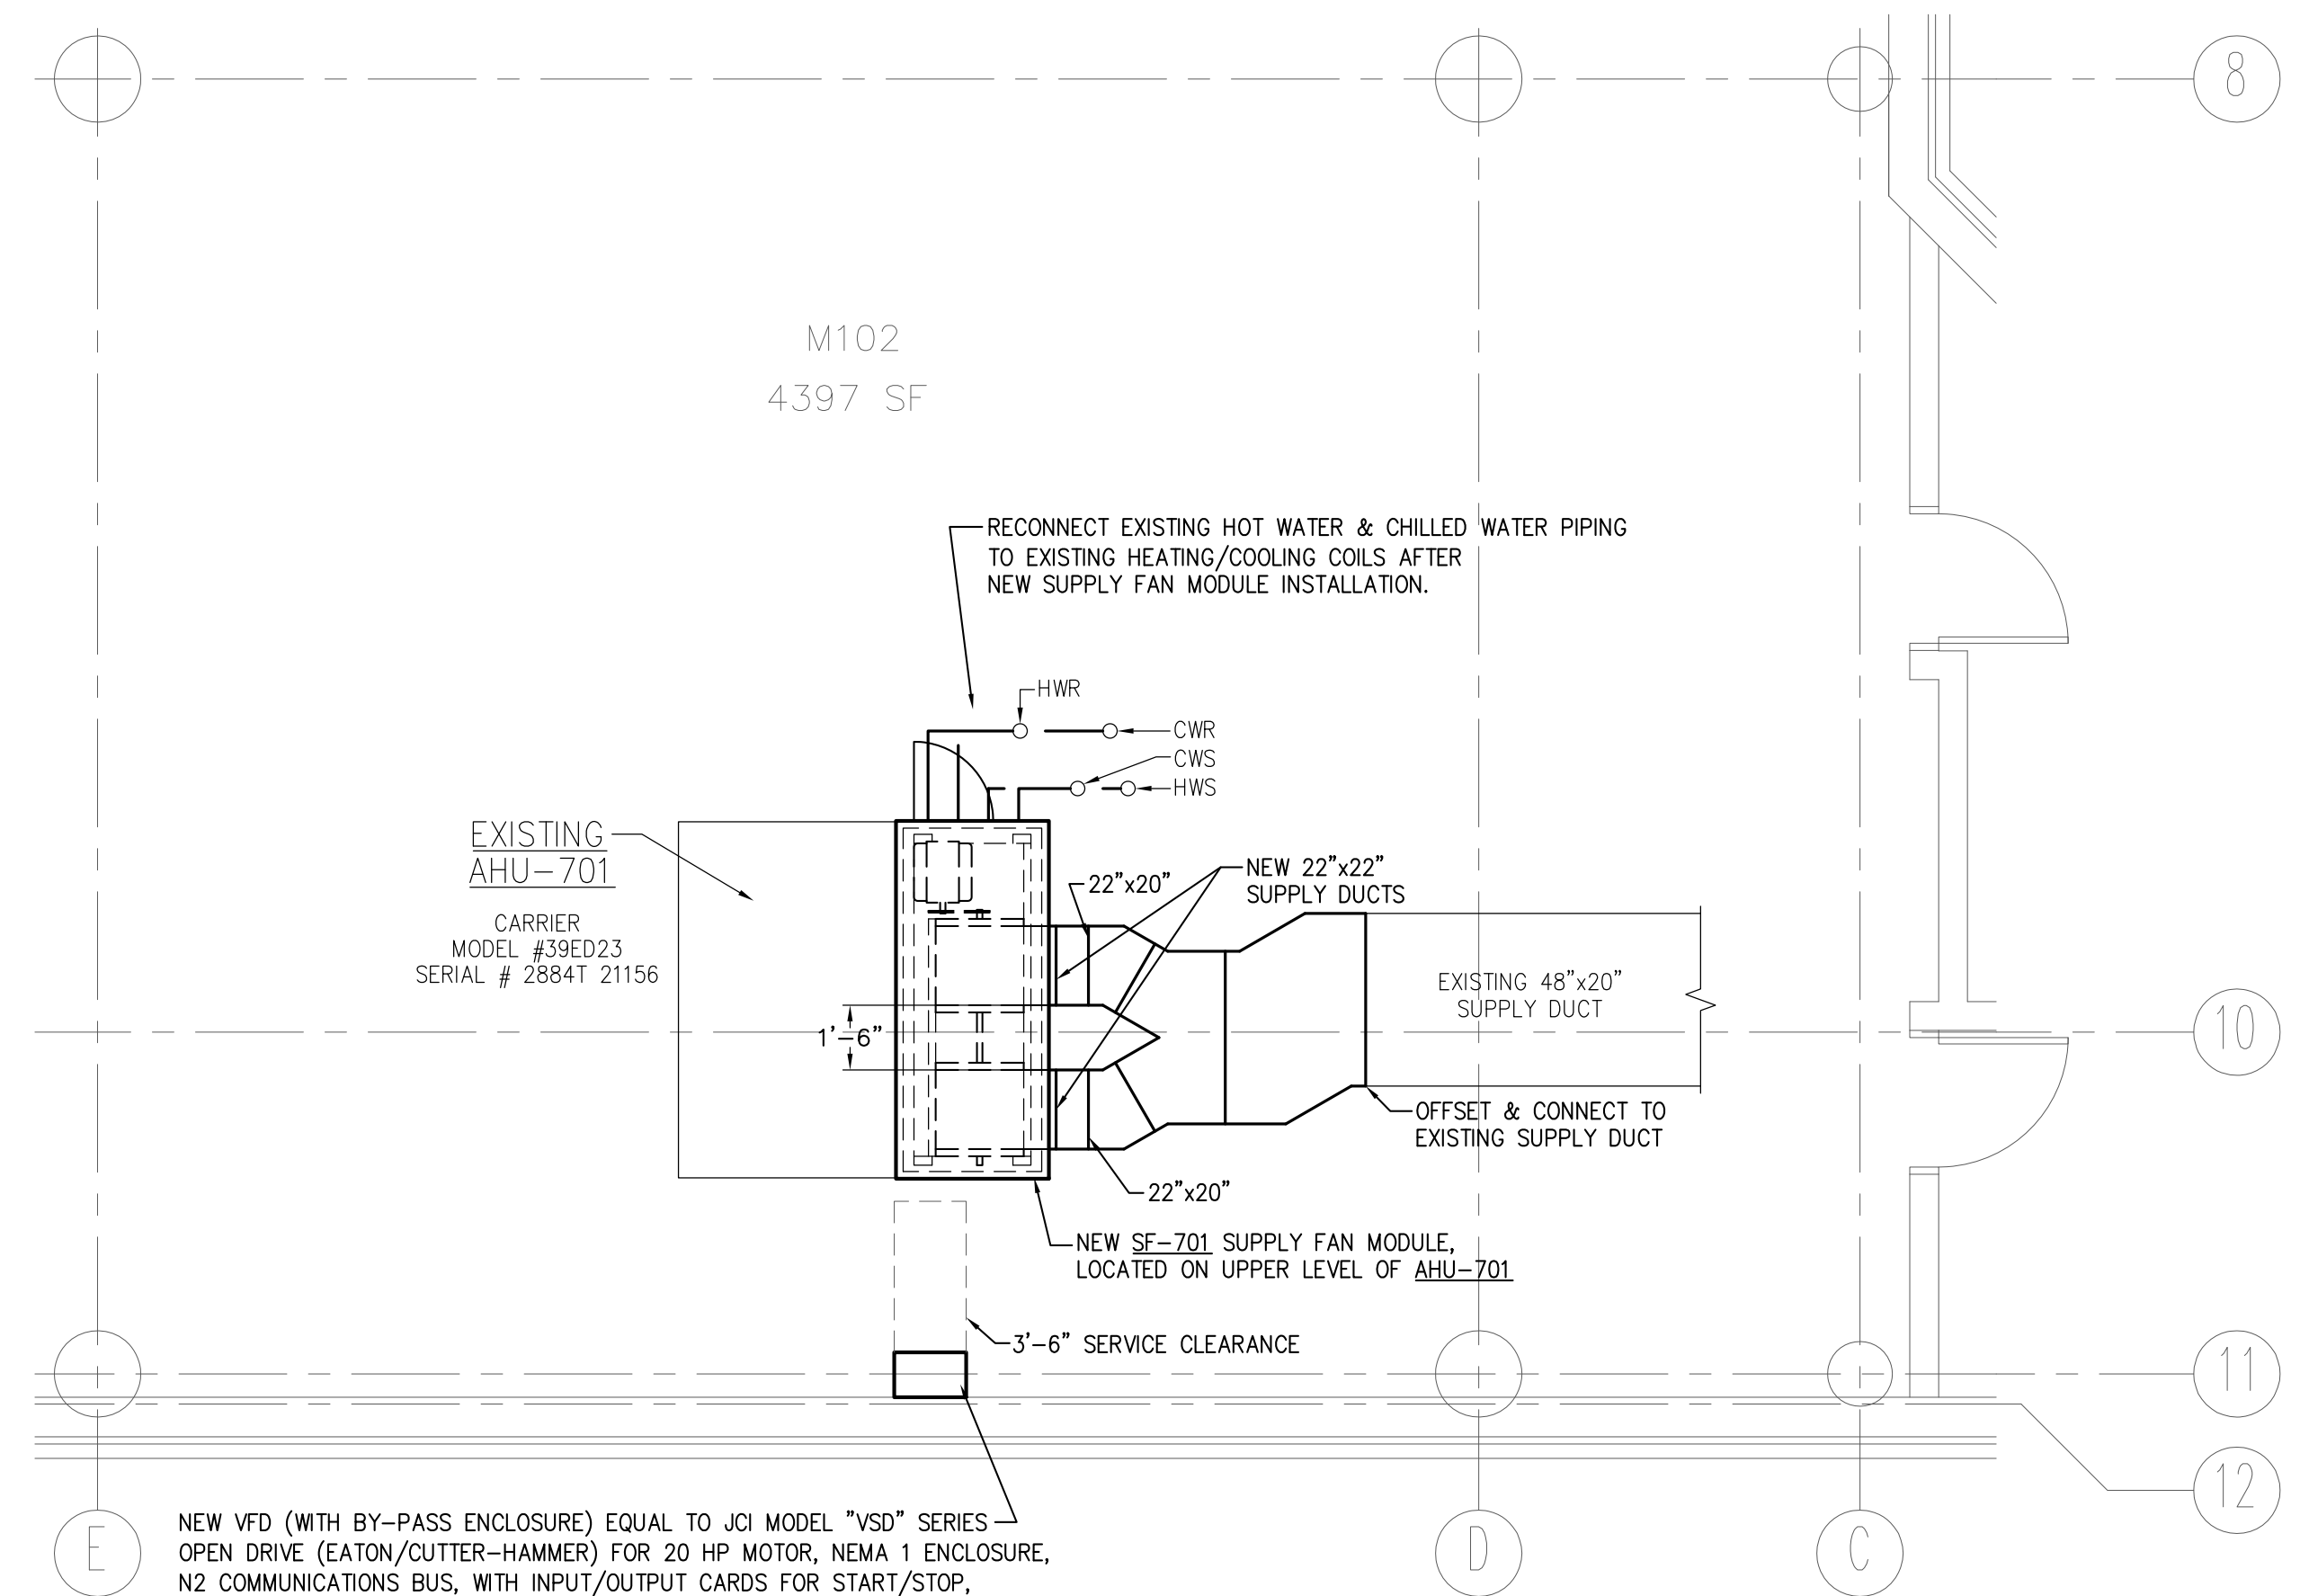 8
M102
4397 SF
RECONNECT EXISTING HOT WATER & CHILLED WATER PIPING
TO EXISTING HEATING/COOLING COILS AFTER
NEW SUPPLY FAN MODULE INSTALLATION.
HWR
CWR
CWS
HWS
EXISTING
AHU-701
CARRIER
MODEL #39ED23
SERIAL # 2884T 21156
22"x20"
NEW 22"x22"
SUPPLY DUCTS
EXISTING 48"x20"
SUPPLY DUCT
1'-6"
10
OFFSET & CONNECT TO
EXISTING SUPPLY DUCT
22"x20"
NEW SF-701 SUPPLY FAN MODULE,
LOCATED ON UPPER LEVEL OF AHU-701
3'-6" SERVICE CLEARANCE
11
12
NEW VFD (WITH BY-PASS ENCLOSURE) EQUAL TO JCI MODEL "VSD" SERIES
OPEN DRIVE (EATON/CUTTER-HAMMER) FOR 20 HP MOTOR, NEMA 1 ENCLOSURE,
N2 COMMUNICATIONS BUS, WITH INPUT/OUTPUT CARDS FOR START/STOP,
E
D
C